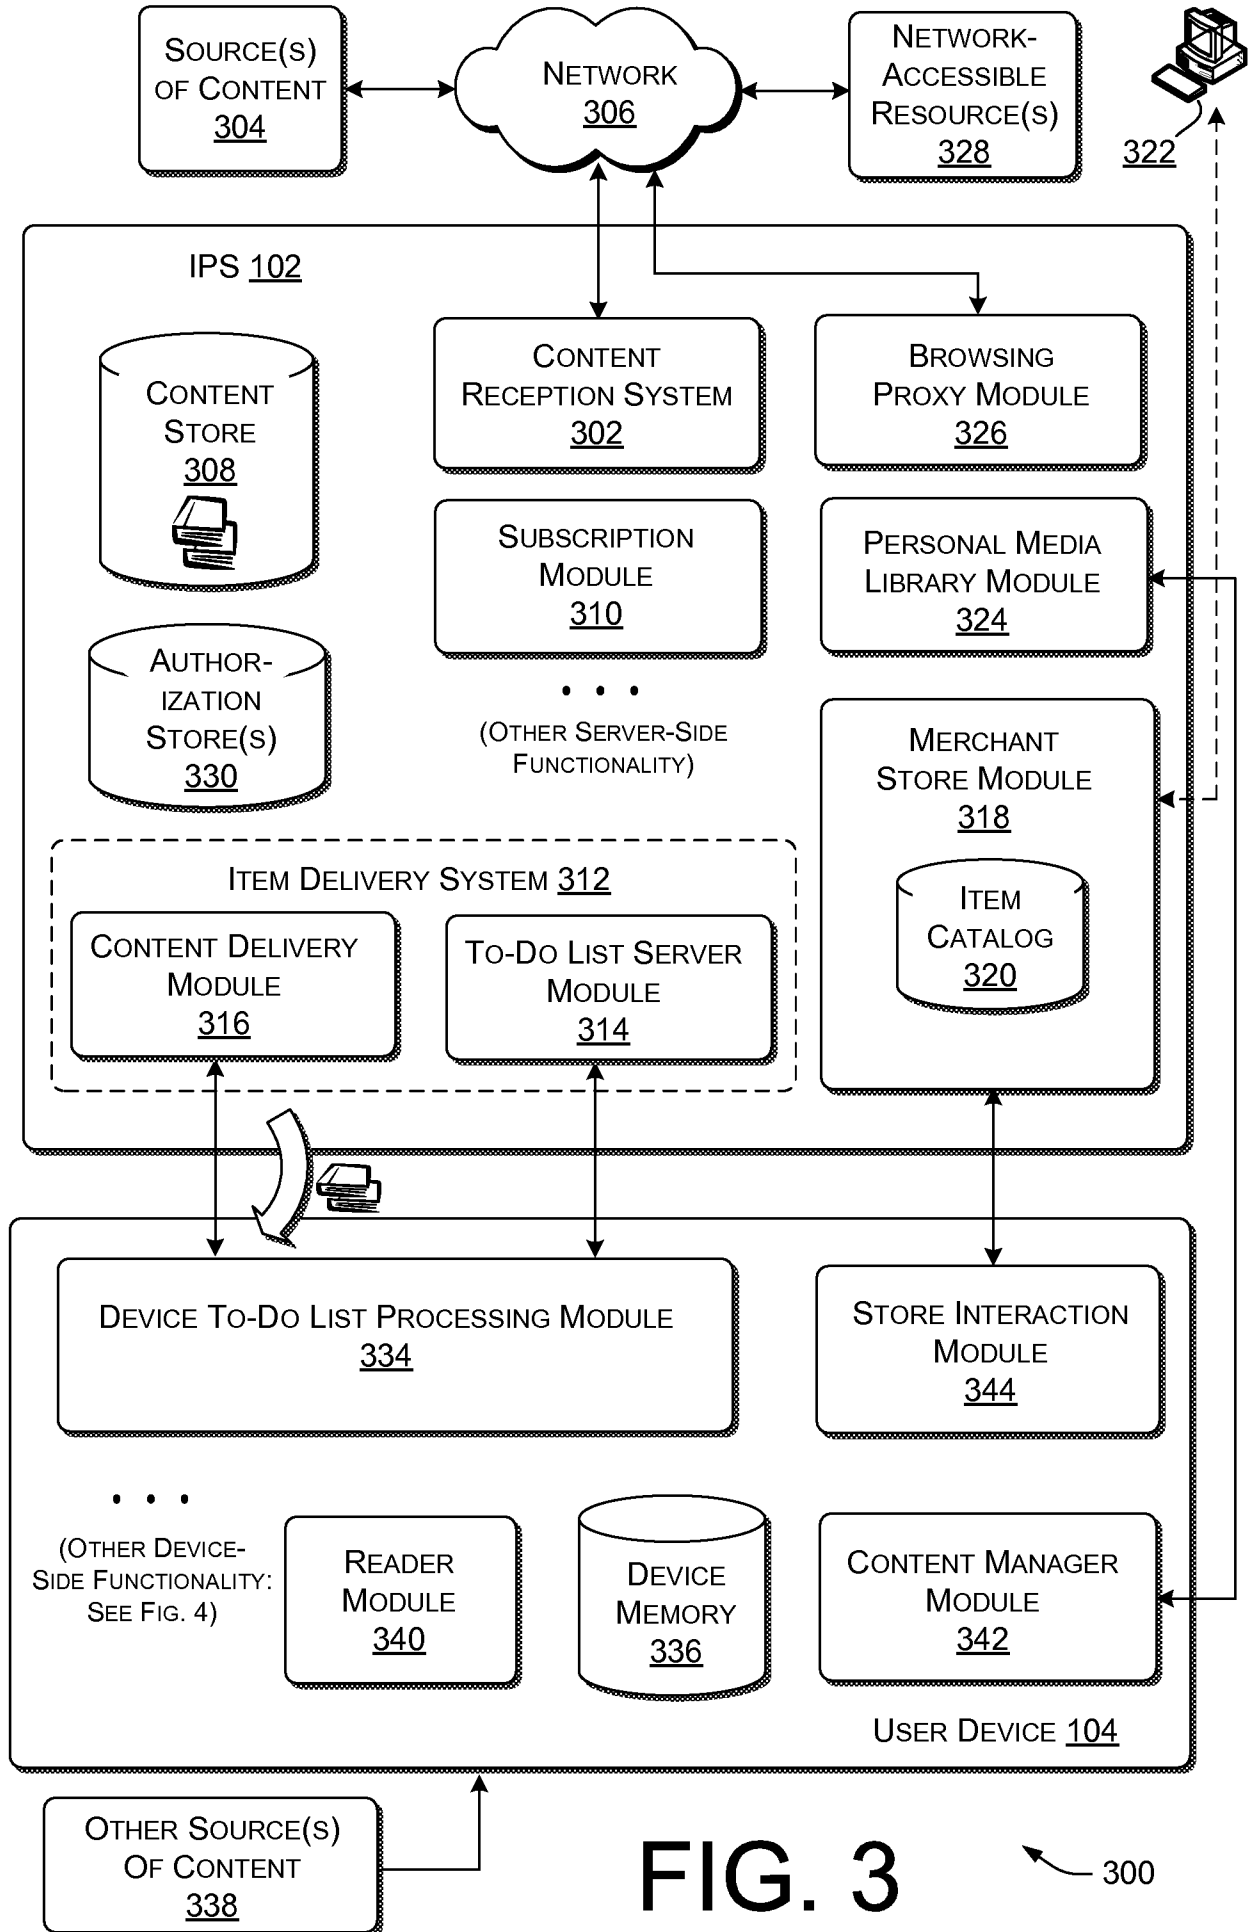 SOURCE(S)
OF CONTENT
304
NETWORK
306
NETWORK-
ACCESSIBLE
RESOURCE(S)
328
322
IPS 102
CONTENT
STORE
308
CONTENT
RECEPTION SYSTEM
302
BROWSING
PROXY MODULE
326
SUBSCRIPTION
MODULE
310
PERSONAL MEDIA
LIBRARY MODULE
324
AUTHOR-
IZATION
STORE(S)
330
(OTHER SERVER-SIDE
FUNCTIONALITY)
MERCHANT
STORE MODULE
318
ITEM
CATALOG
320
ITEM DELIVERY SYSTEM 312
CONTENT DELIVERY
MODULE
316
TO-DO LIST SERVER
MODULE
314
DEVICE TO-DO LIST PROCESSING MODULE
334
STORE INTERACTION
MODULE
344
(OTHER DEVICE-
SIDE FUNCTIONALITY:
SEE FIG. 4)
READER
MODULE
340
DEVICE
MEMORY
336
CONTENT MANAGER
MODULE
342
USER DEVICE 104
OTHER SOURCE(S)
OF CONTENT
338
FIG. 3
300